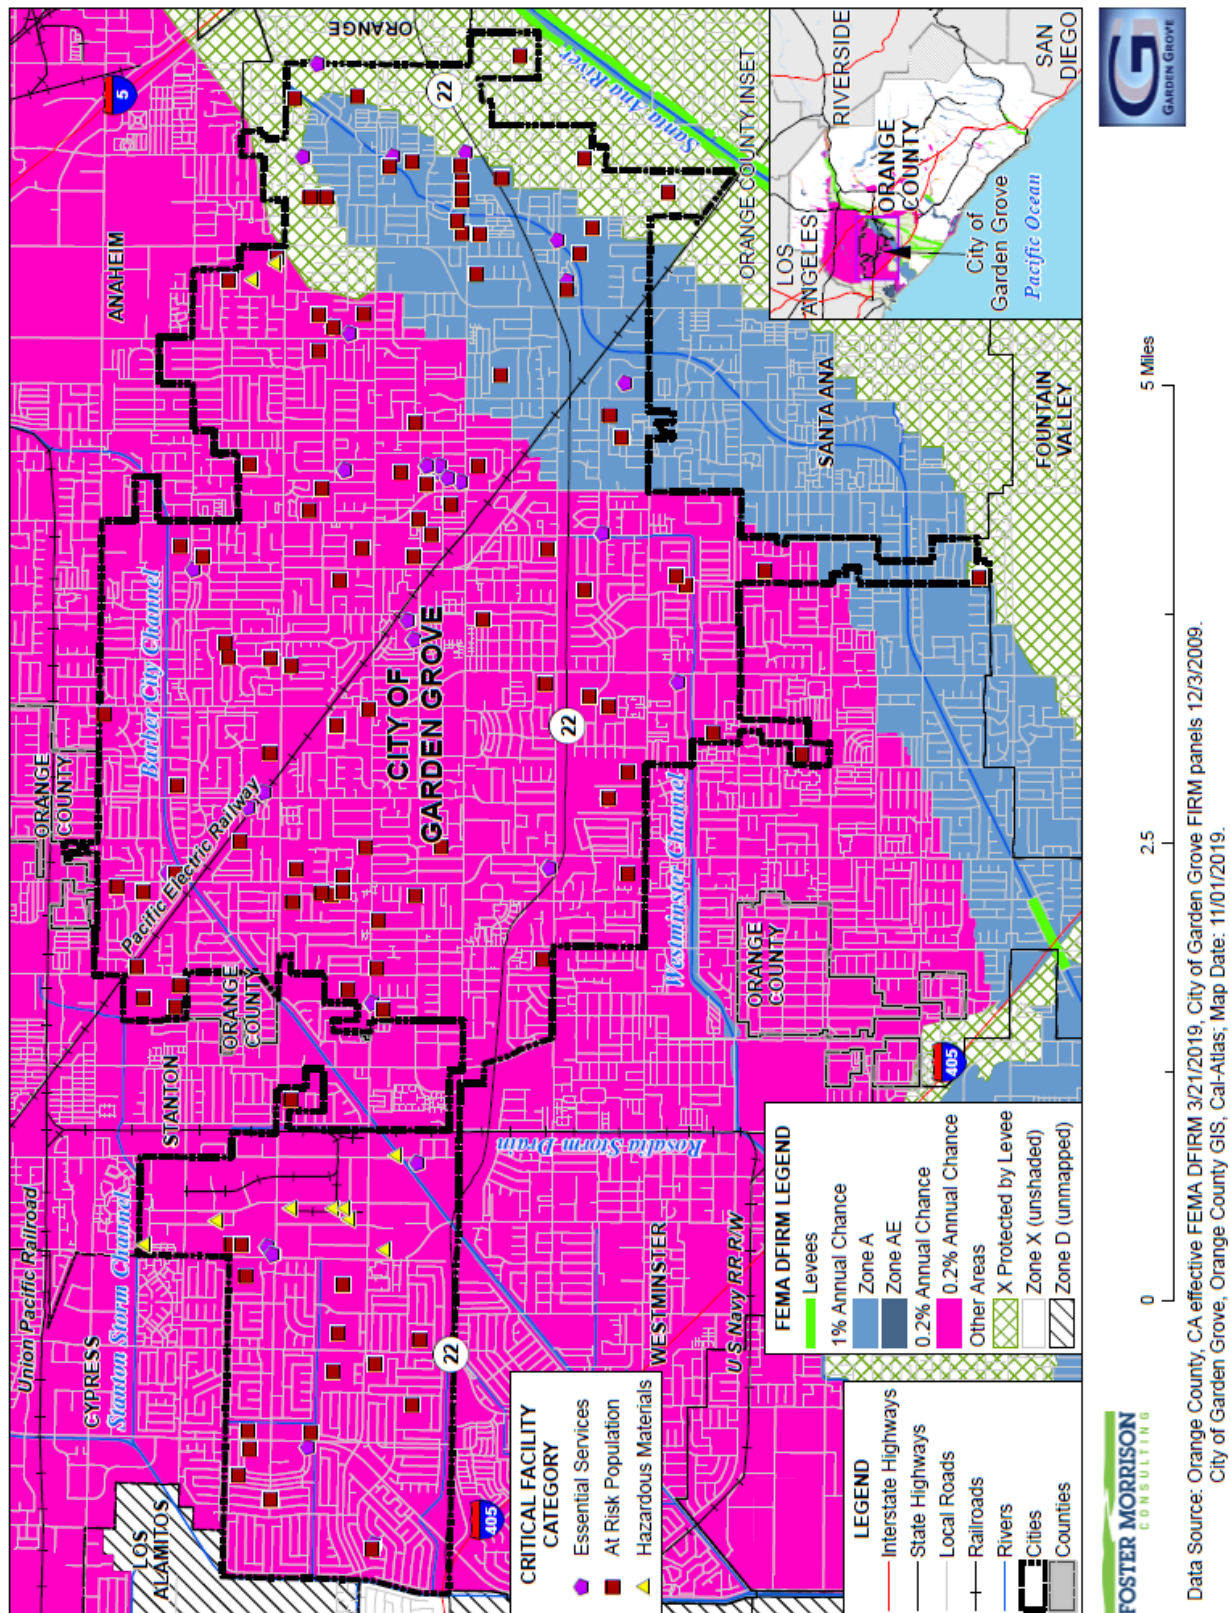 Union Pacific Railroad
LOS
ALAMITOS
CYPRESS
Stanton Storm Channel
STANTON
ORANGE
COUNTY
Pacific Electric Railway
ORANGE
COUNTY
Barber City Channel
ANAHEM
5
ORANGE
22
CITY OF
GARDEN GROVE
22
22
Santa Ana River
405
WESTMINSTER
Rosalia Storm Drain
U S Navy RR R/W
Westminster Channel
ORANGE
COUNTY
405
SANTA ANA
FOUNTAIN
VALLEY
CRITICAL FACILITY
CATEGORY
Essential Services
At Risk Population
Hazardous Materials
LEGEND
Interstate Highways
State Highways
Local Roads
Railroads
Rivers
Cities
Counties
FEMA DFIRM LEGEND
Levees
1% Annual Chance
Zone A
Zone AE
0.2% Annual Chance
0.2% Annual Chance
Other Areas
X Protected by Levee
Zone X (unshaded)
Zone D (unmapped)
ORANGE COUNTY INSET
LOS
ANGELES
RIVERSIDE
ORANGE
COUNTY
SAN
DIEGO
City of
Garden Grove
Pacific Ocean
FOSTER MORRISON
CONSULTING
0
2.5
5 Miles
G
GARDEN GROVE
Data Source: Orange County, CA effective FEMA DFIRM 3/21/2019, City of Garden Grove FIRM panels 12/3/2009.
City of Garden Grove, Orange County GIS, Cal-Atlas; Map Date: 11/01/2019.